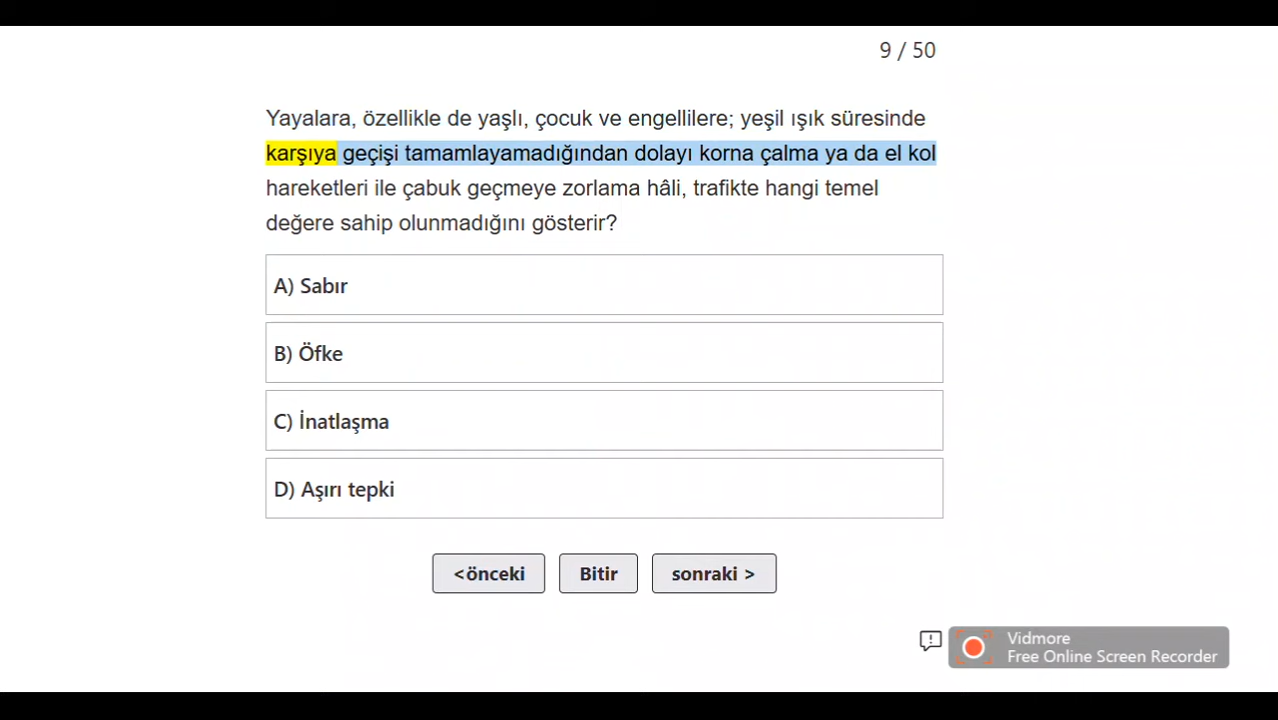 9 / 50
Yayalara, özellikle de yaşlı, çocuk ve engellilere; yeşil ışık süresinde
karşıya geçişi tamamlayamadığından dolayı korna çalma ya da el kol
hareketleri ile çabuk geçmeye zorlama hâli, trafikte hangi temel
değere sahip olunmadığını gösterir?
A) Sabır
B) Öfke
C) İnatlaşma
D) Aşırı tepki
<önceki Bitir sonraki >
Vidmore
Free Online Screen Recorder